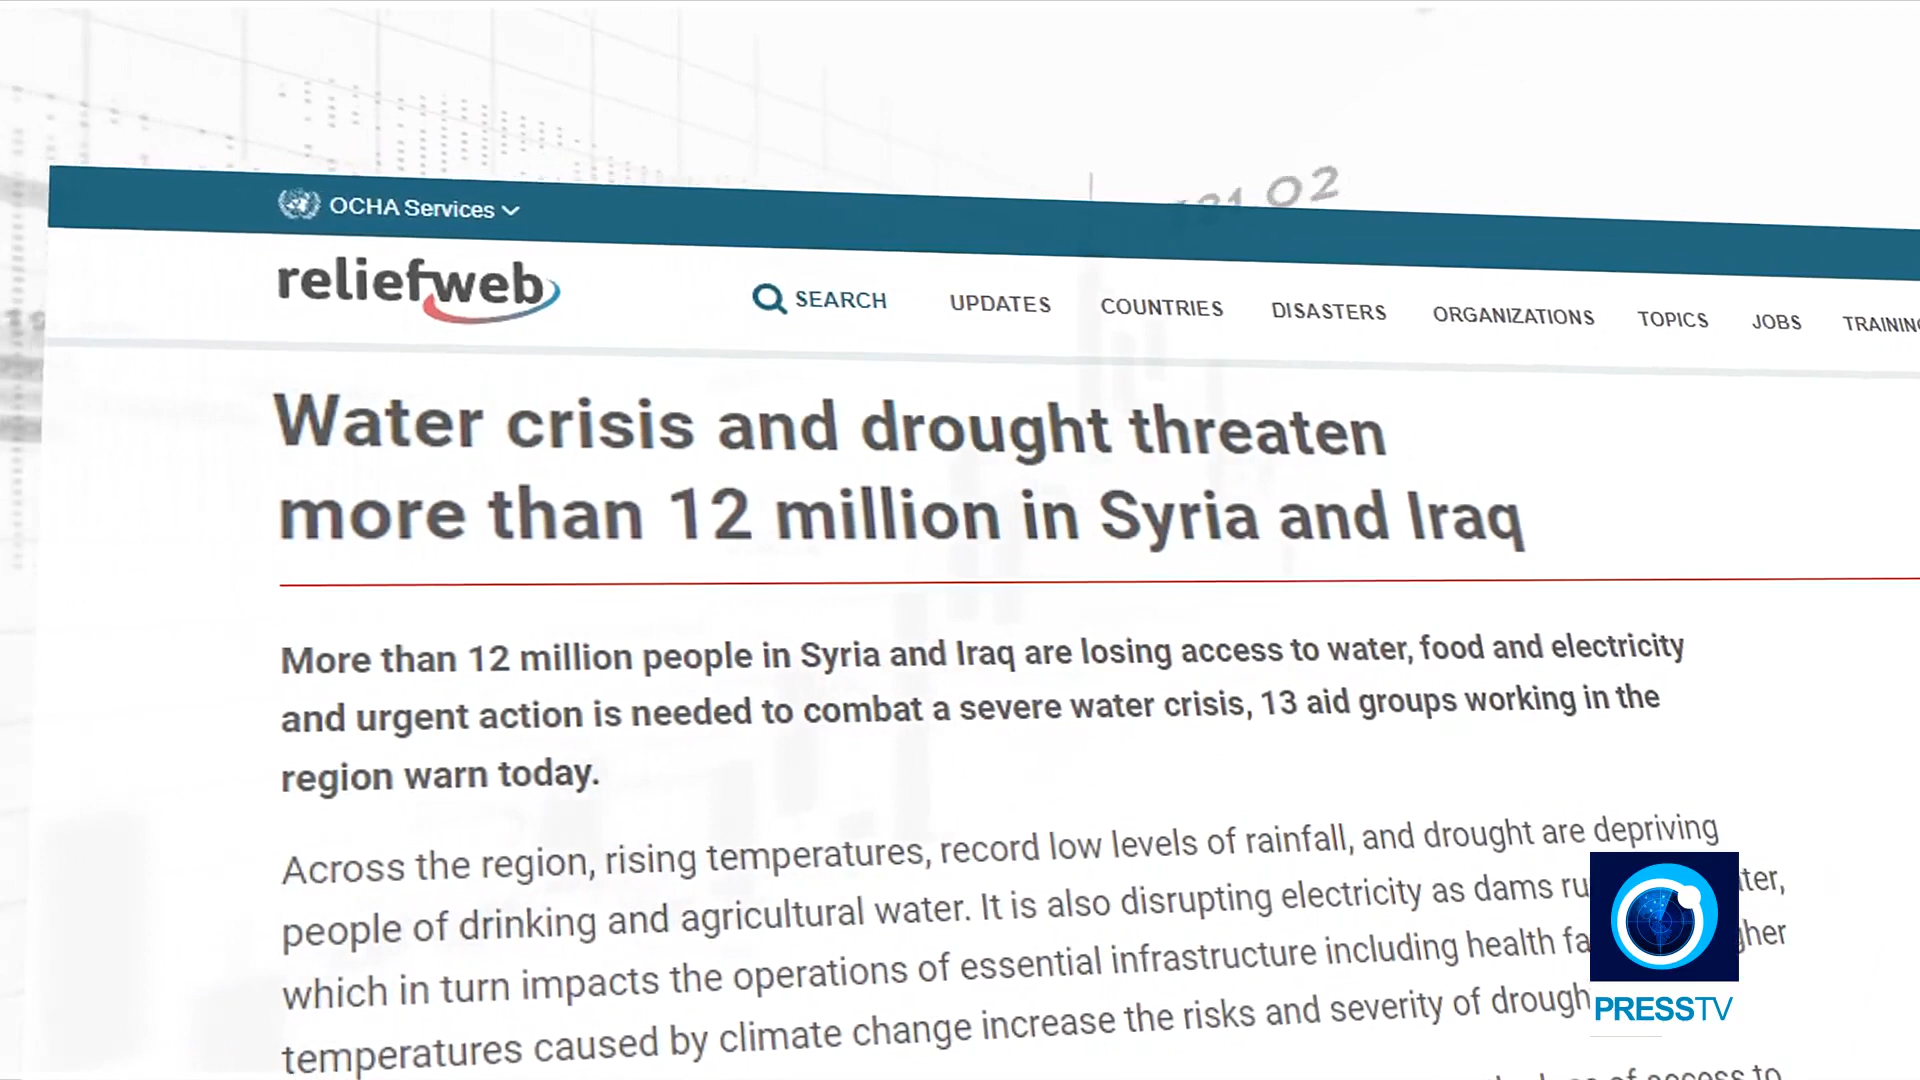 121 02
OCHA Services
reliefweb
SEARCH UPDATES COUNTRIES DISASTERS ORGANIZATIONS TOPICS JOBS
Water crisis and drought threaten
more than 12 million in Syria and Iraq
More than 12 million people in Syria and Iraq are losing access to water, food and electricity
and urgent action is needed to combat a severe water crisis, 13 aid groups working in the
region warn today.
Across the region, rising temperatures, record low levels of rainfall, and drought are depriving
people of drinking and agricultural water. It is also disrupting electricity as dams
which in turn impacts the operations of essential infrastructure including health
temperatures caused by climate change increase the risks and severity of
access to
PRESSTV